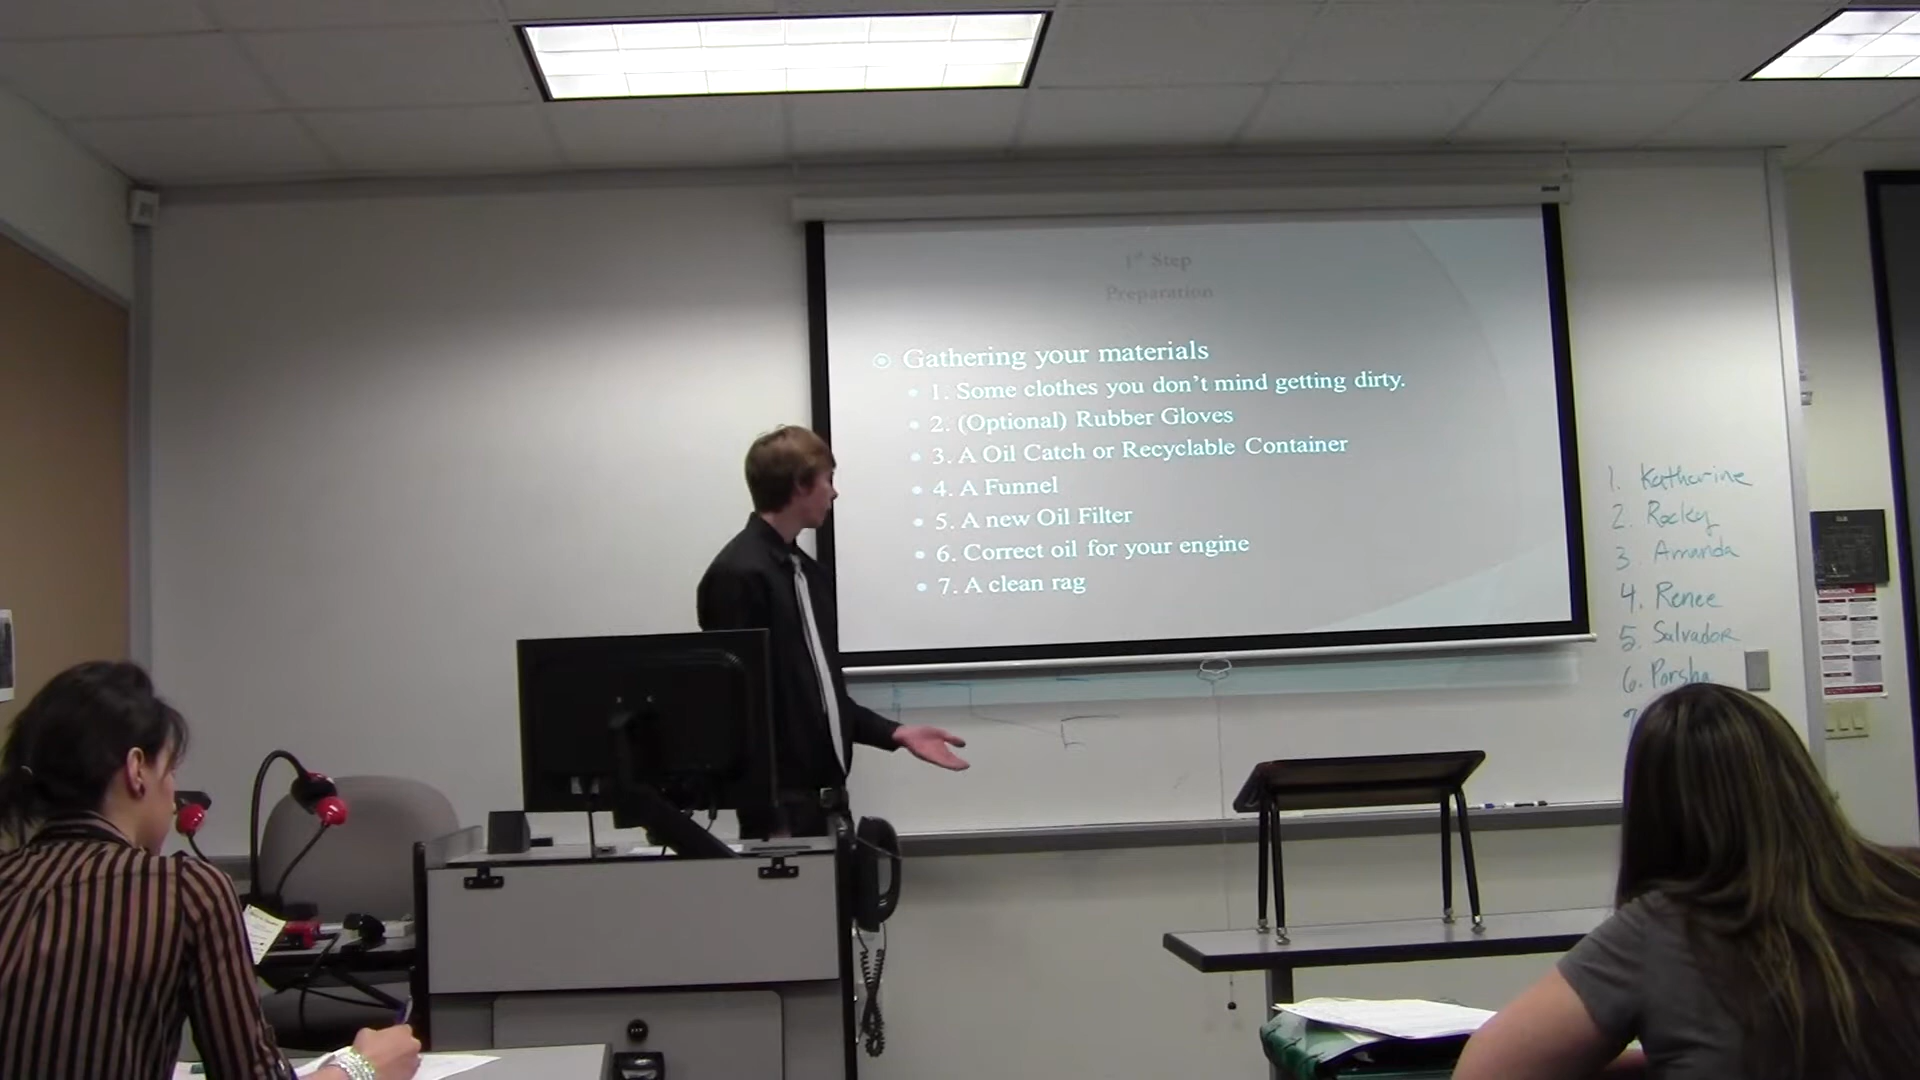 1st Step
Preparation
Gathering your materials
1. Some clothes you don't mind getting dirty.
2. (Optional) Rubber Gloves
3. A Oil Catch or Recyclable Container
4. A Funnel
5. A new Oil Filter
6. Correct oil for your engine
7. A clean rag
1. Katharine
2. Rocky
3. Amanda
4. Renee
5. Salvador
6. Porsha
EMERGENCY